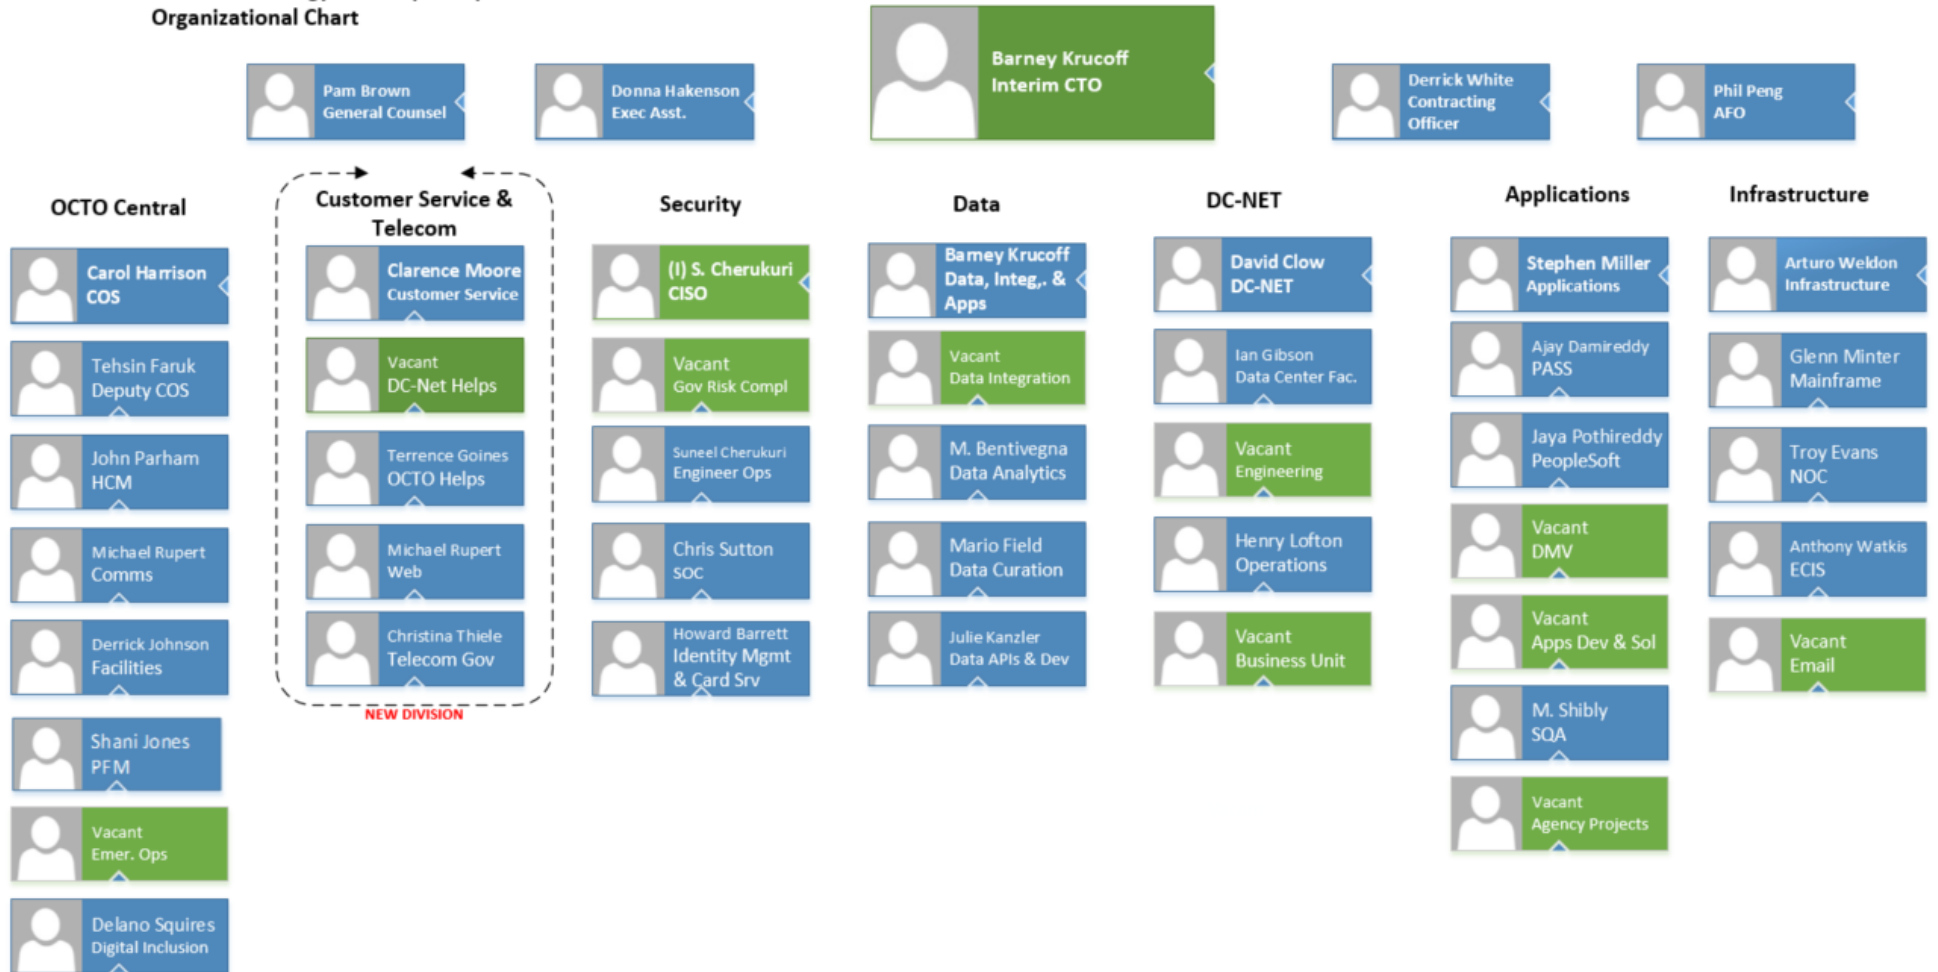 Organizational Chart
Barney Krucoff
Interim CTO
Pam Brown
General Counsel
Donna Hakenson
Exec Asst.
Derrick White
Contracting
Officer
Phil Peng
AFO
OCTO Central
Carol Harrison
COS
Tehsin Faruk
Deputy COS
John Parham
HCM
Michael Rupert
Comms
Derrick Johnson
Facilities
Shani Jones
PFM
Vacant
Emer. Ops
Delano Squires
Digital Inclusion
Customer Service &
Telecom
Clarence Moore
Customer Service
Vacant
DC-Net Helps
Terrence Goines
OCTO Helps
Michael Rupert
Web
Christina Thiele
Telecom Gov
NEW DIVISION
Security
(I) S. Cherukuri
CISO
Vacant
Gov Risk Compl
Suneel Cherukuri
Engineer Ops
Chris Sutton
SOC
Howard Barrett
Identity Mgmt
& Card Srv
Data
Barney Krucoff
Data, Integ,. &
Apps
Vacant
Data Integration
M. Bentivegna
Data Analytics
Mario Field
Data Curation
Julie Kanzler
Data APIs & Dev
DC-NET
David Clow
DC-NET
Ian Gibson
Data Center Fac.
Vacant
Engineering
Henry Lofton
Operations
Vacant
Business Unit
Applications
Stephen Miller
Applications
Ajay Damireddy
PASS
Jaya Pothireddy
PeopleSoft
Vacant
DMV
Vacant
Apps Dev & Sol
M. Shibly
SQA
Vacant
Agency Projects
Infrastructure
Arturo Weldon
Infrastructure
Glenn Minter
Mainframe
Troy Evans
NOC
Anthony Watkis
ECIS
Vacant
Email